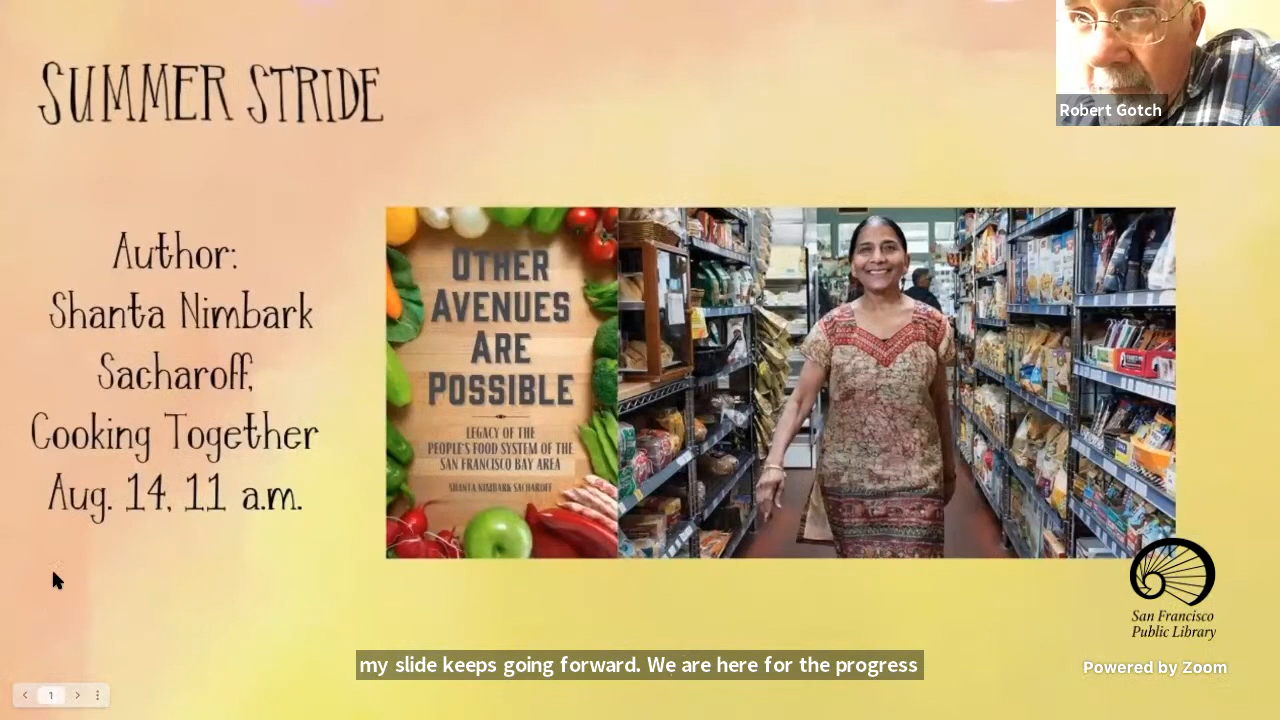 SUMMER STRIDE
Robert Gotch
Author:
Shanta Nimbark
Sacharoff,
Cooking Together
Aug. 14, 11 a.m.
OTHER
AVENUES
ARE
POSSIBLE
LEGACY OF THE
PEOPLE'S FOOD SYSTEM OF THE
SAN FRANCISCO BAY AREA
SHANTA NIMBARK SACHAROFF
San Francisco
Public Library
my slide keeps going forward. We are here for the progress
Powered by Zoom
1